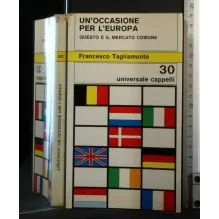 UN'OCCASIONE
PER L'EUROPA
QUESTO È IL MERCATO COMUNE
Francesco Tagliamonte
30
universale cappelli